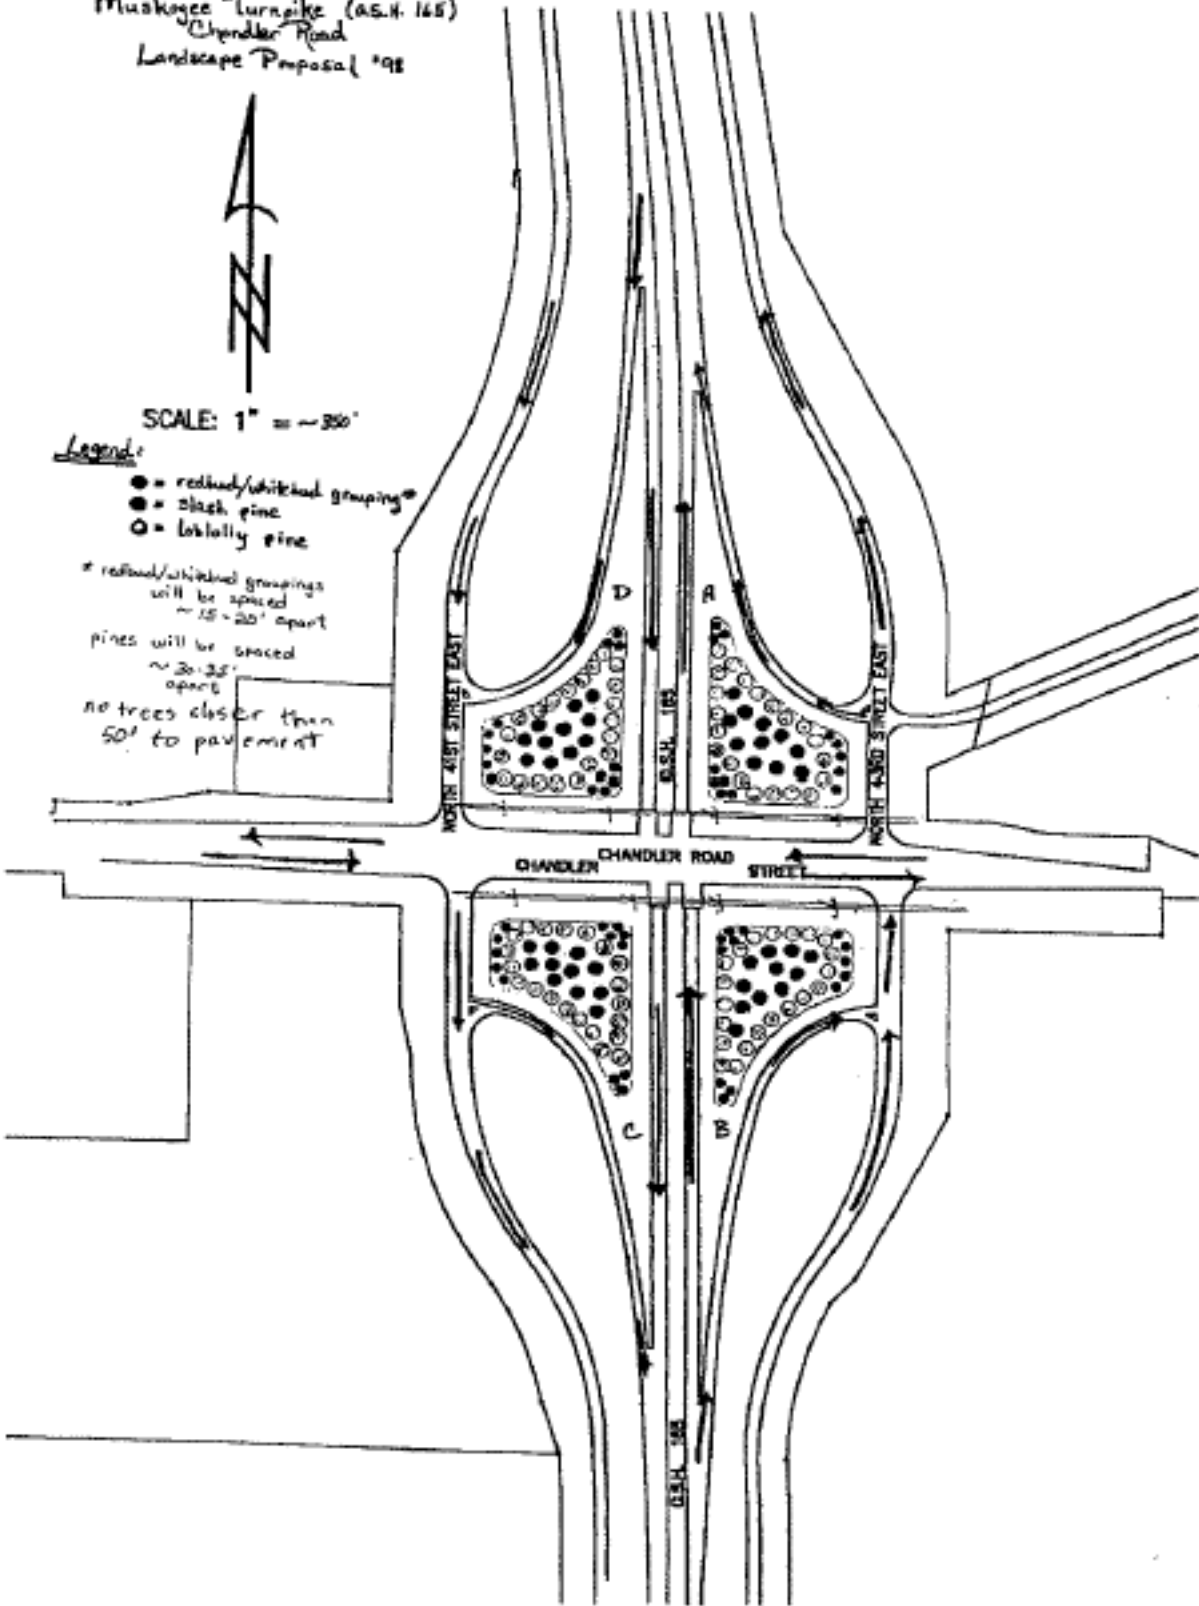 Muskogee Turnpike (O.S.H. 165)
Chandler Road
Landscape Proposal '98
N
SCALE: 1" = ~350'
Legend:
● = redbud/whitebud grouping*
● = slash pine
○ = loblolly pine
* redbud/whitebud groupings
will be spaced
~ 15-20' apart
pines will be spaced
~ 30-35'
apart
no trees closer than
50' to pavement
D
A
NORTH 41ST STREET EAST
O.S.H. 165
NORTH 43RD STREET EAST
CHANDLER ROAD
CHANDLER STREET
C
B
O.S.H. 165